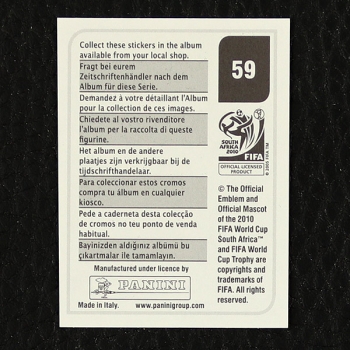 Collect these stickers in the album
available from your local shop.
Fragt bei eurem
Zeitschriftenhändler nach dem
Album für diese Serie.
Demandez à votre détaillant l'Album
pour la collection de ces images.
Chiedete al vostro rivenditore
l'album per la raccolta di queste
figurine.
Het album en de andere
plaatjes zijn verkrijgbaar bij de
tijdschrifthandelaar.
Para coleccionar estos cromos
compra tu álbum en cualquier
kiosco.
Pede a caderneta desta colecção
de cromos no teu ponto de venda
habitual.
Bayinizden aldığınız albümü bu
çıkartmalar ile tamamlayın.
Manufactured under licence by
PANINI
Made in Italy. www.paninigroup.com
59
SOUTH AFRICA
2010
FIFA
OFFICIAL LICENSED
PRODUCT
© The Official
Emblem and
Official Mascot
of the 2010
FIFA World Cup
South Africa™ and
FIFA World
Cup Trophy are
copyrights and
trademarks of
FIFA. All rights
reserved.